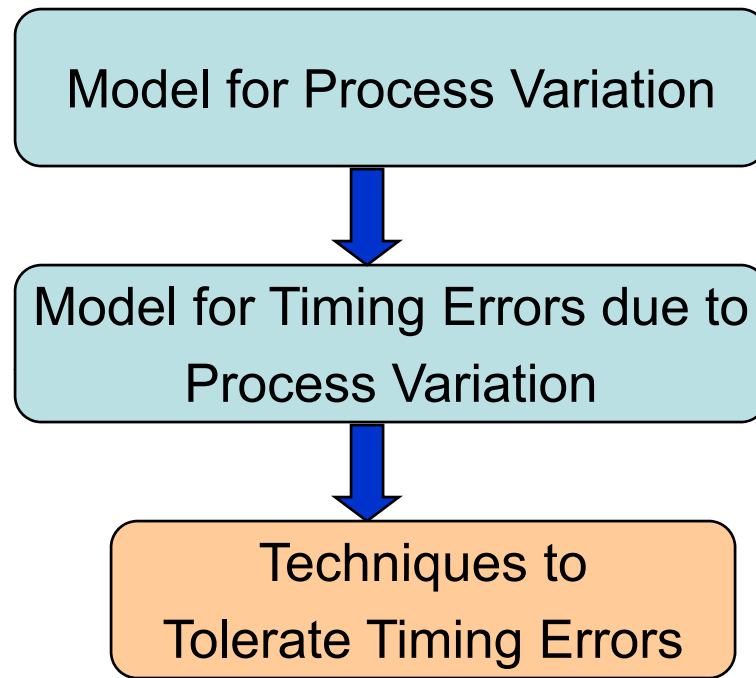 Model for Process Variation
Model for Timing Errors due to
Process Variation
Techniques to
Tolerate Timing Errors